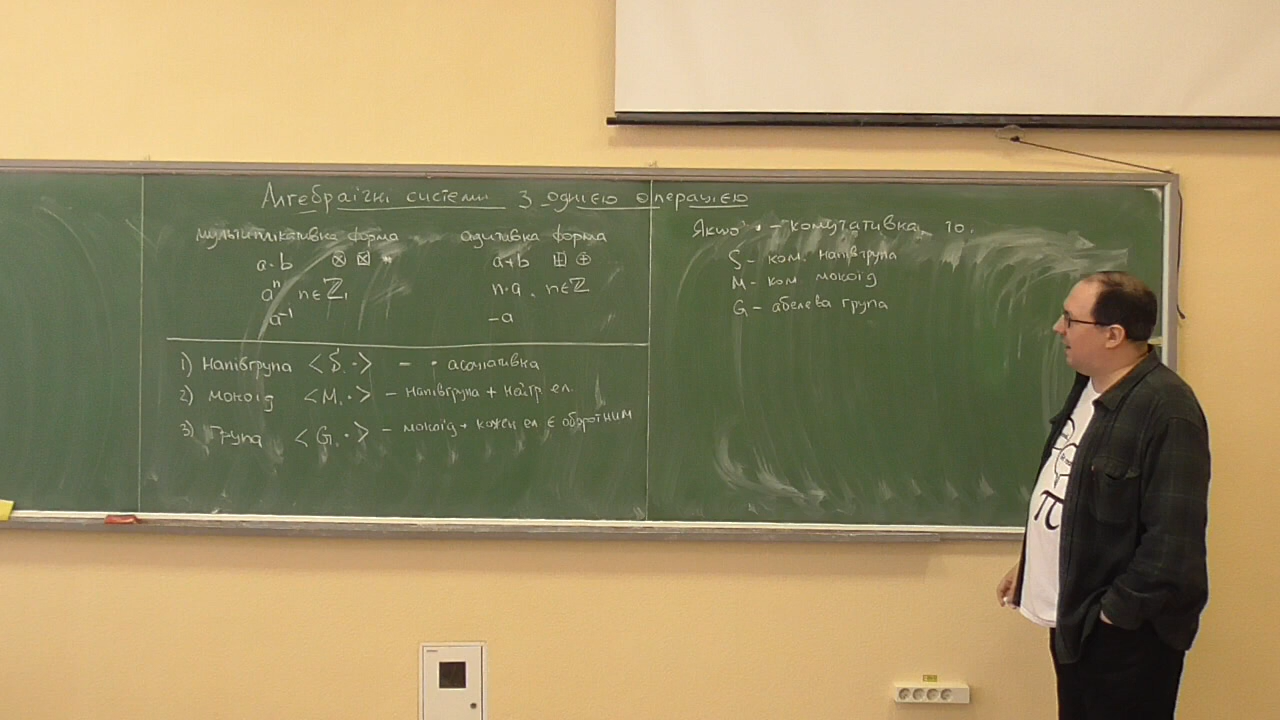 Алгебраїчні системи з однією операцією
мультиплікативна форма
a·b ⊗ ⊠ *
aⁿ, n∈ℤ,
a⁻¹
адитивна форма
a+b ⊞ ⊕
n·a, n∈ℤ
-a
1) Напівгрупа <S,·> - · асоціативна
2) моноїд <M,·> - напівгрупа + нейтр. ел.
3) Група <G,·> - моноїд + кожен ел є оборотним
Якшо · - комутативна, то.
S - ком. напівгрупа
M - ком моноїд
G - абелева група
π